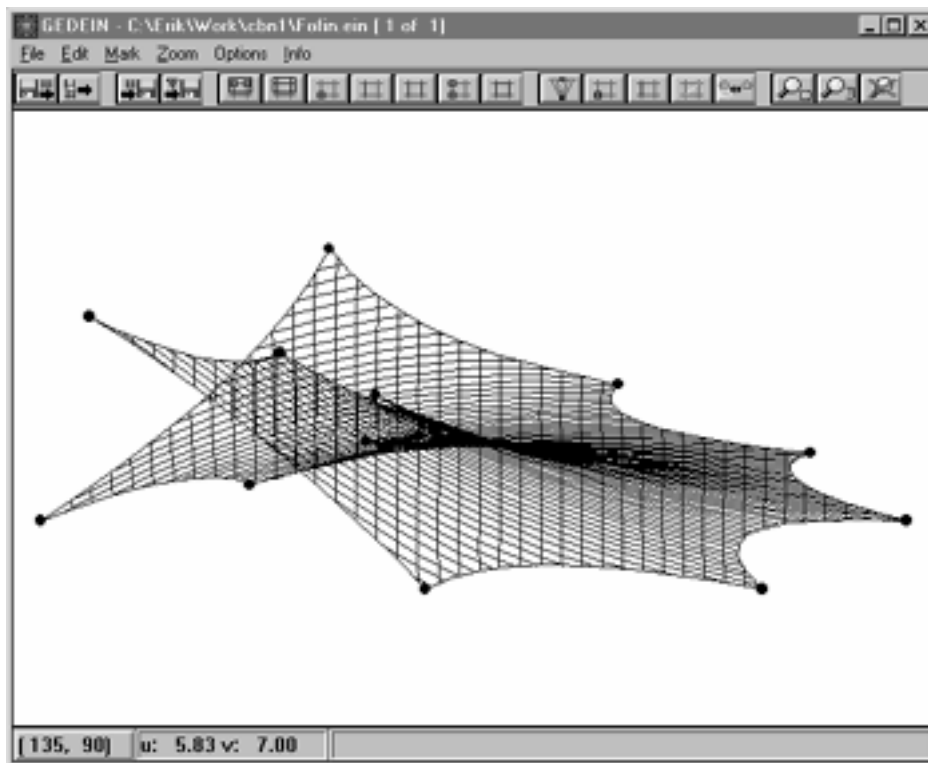 GEDEIN - C:\Erik\Work\cbn1\Folin.ein [ 1 of 1]
File Edit Mark Zoom Options Info
(135, 90) u: 5.83 v: 7.00